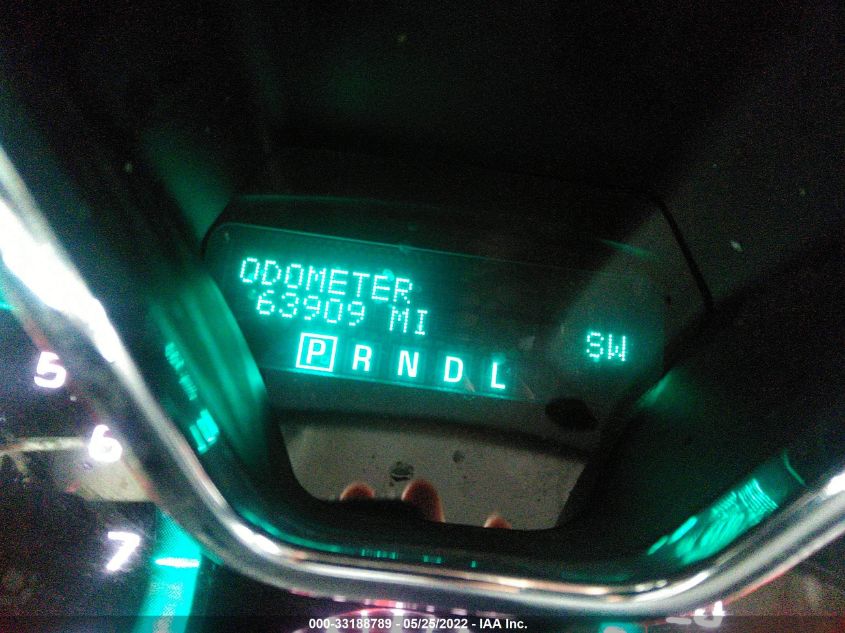 ODOMETER
63909 MI
SW
P R N D L
5
6
7
000-33188789 - 05/25/2022 - IAA Inc.